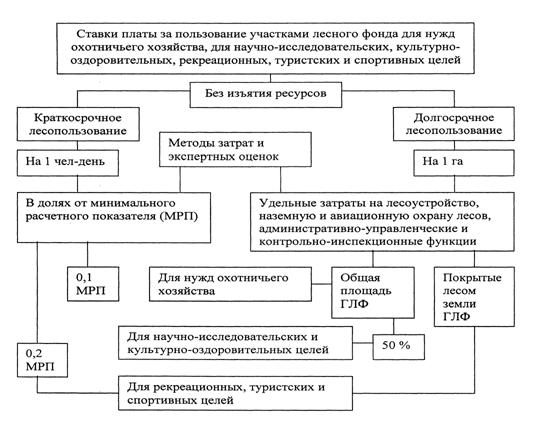 Ставки платы за пользование участками лесного фонда для нужд
охотничьего хозяйства, для научно-исследовательских, культурно-
оздоровительных, рекреационных, туристских и спортивных целей
Без изъятия ресурсов
Краткосрочное
лесопользование
Долгосрочное
лесопользование
Методы затрат и
экспертных оценок
На 1 чел-день
На 1 га
В долях от минимального
расчетного показателя (МРП)
Удельные затраты на лесоустройство,
наземную и авиационную охрану лесов,
административно-управленческие и
контрольно-инспекционные функции
0,1
МРП
Для нужд охотничьего
хозяйства
Общая
площадь
ГЛФ
Покрытые
лесом
земли
ГЛФ
Для научно-исследовательских и
культурно-оздоровительных целей
50 %
0,2
МРП
Для рекреационных, туристских и
спортивных целей